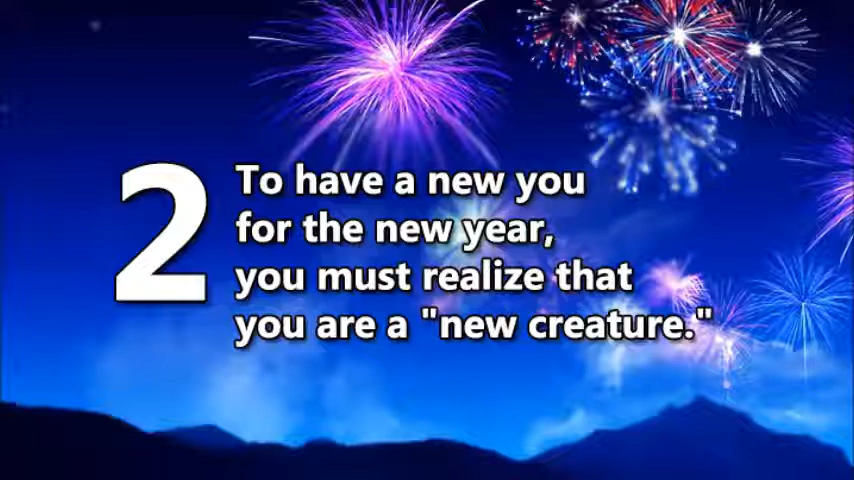 2
To have a new you
for the new year,
you must realize that
you are a "new creature."